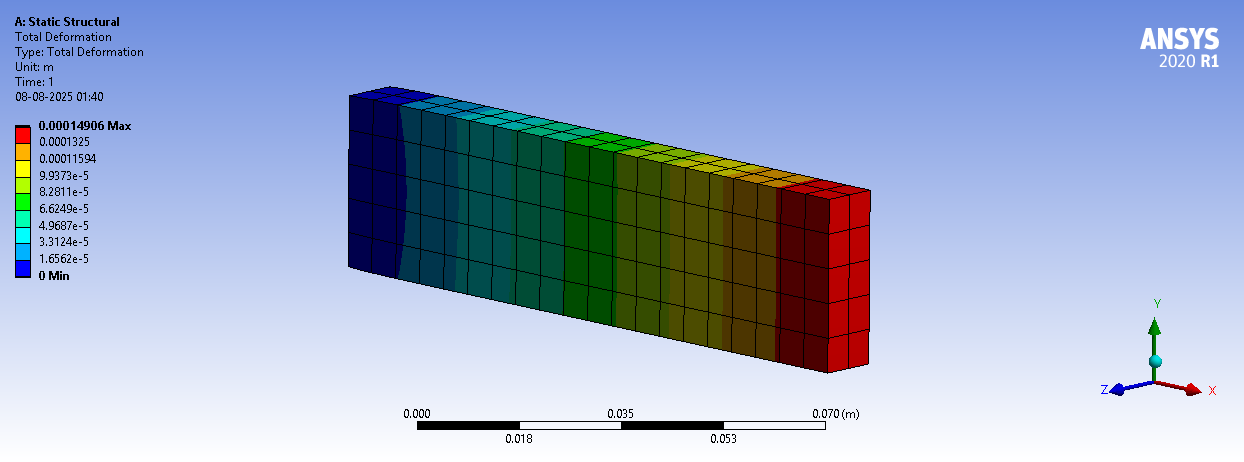 A: Static Structural
Total Deformation
Type: Total Deformation
Unit: m
Time: 1
08-08-2025 01:40
0.00014906 Max
0.0001325
0.00011594
9.9373e-5
8.2811e-5
6.6249e-5
4.9687e-5
3.3124e-5
1.6562e-5
0 Min
ANSYS
2020 R1
Y
Z
X
0.000 0.035 0.070 (m)
0.018 0.053